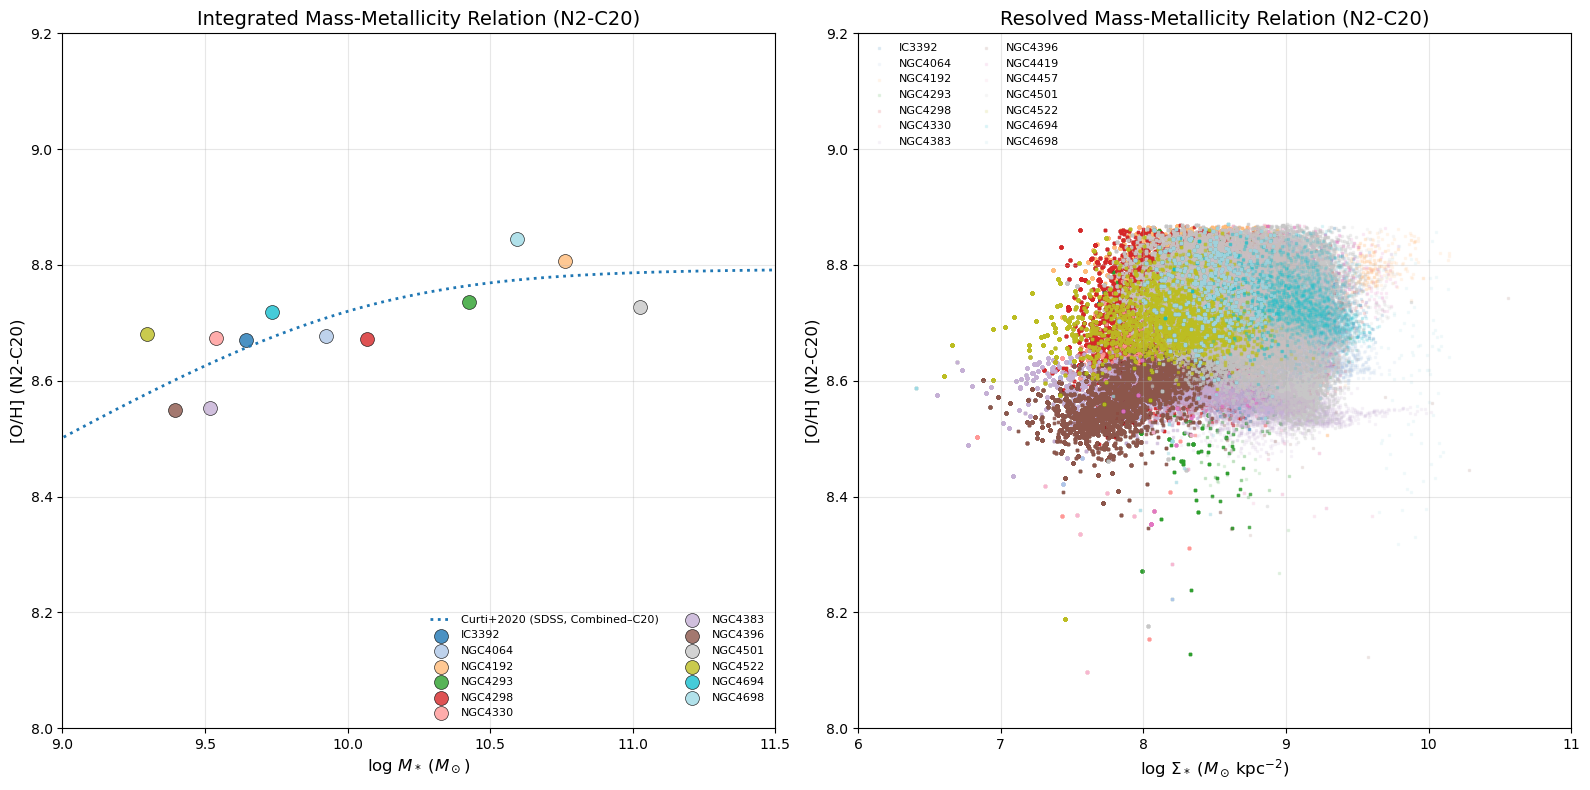 Integrated Mass-Metallicity Relation (N2-C20)
[O/H] (N2-C20)
9.2
9.0
8.8
8.6
8.4
8.2
8.0
9.0
9.5
10.0
10.5
11.0
11.5
log M* (M⊙)
Curti+2020 (SDSS, Combined–C20)
IC3392
NGC4064
NGC4192
NGC4293
NGC4298
NGC4330
NGC4383
NGC4396
NGC4501
NGC4522
NGC4694
NGC4698
Resolved Mass-Metallicity Relation (N2-C20)
[O/H] (N2-C20)
9.2
9.0
8.8
8.6
8.4
8.2
8.0
6
7
8
9
10
11
log Σ* (M⊙ kpc⁻²)
IC3392
NGC4064
NGC4192
NGC4293
NGC4298
NGC4330
NGC4383
NGC4396
NGC4419
NGC4457
NGC4501
NGC4522
NGC4694
NGC4698